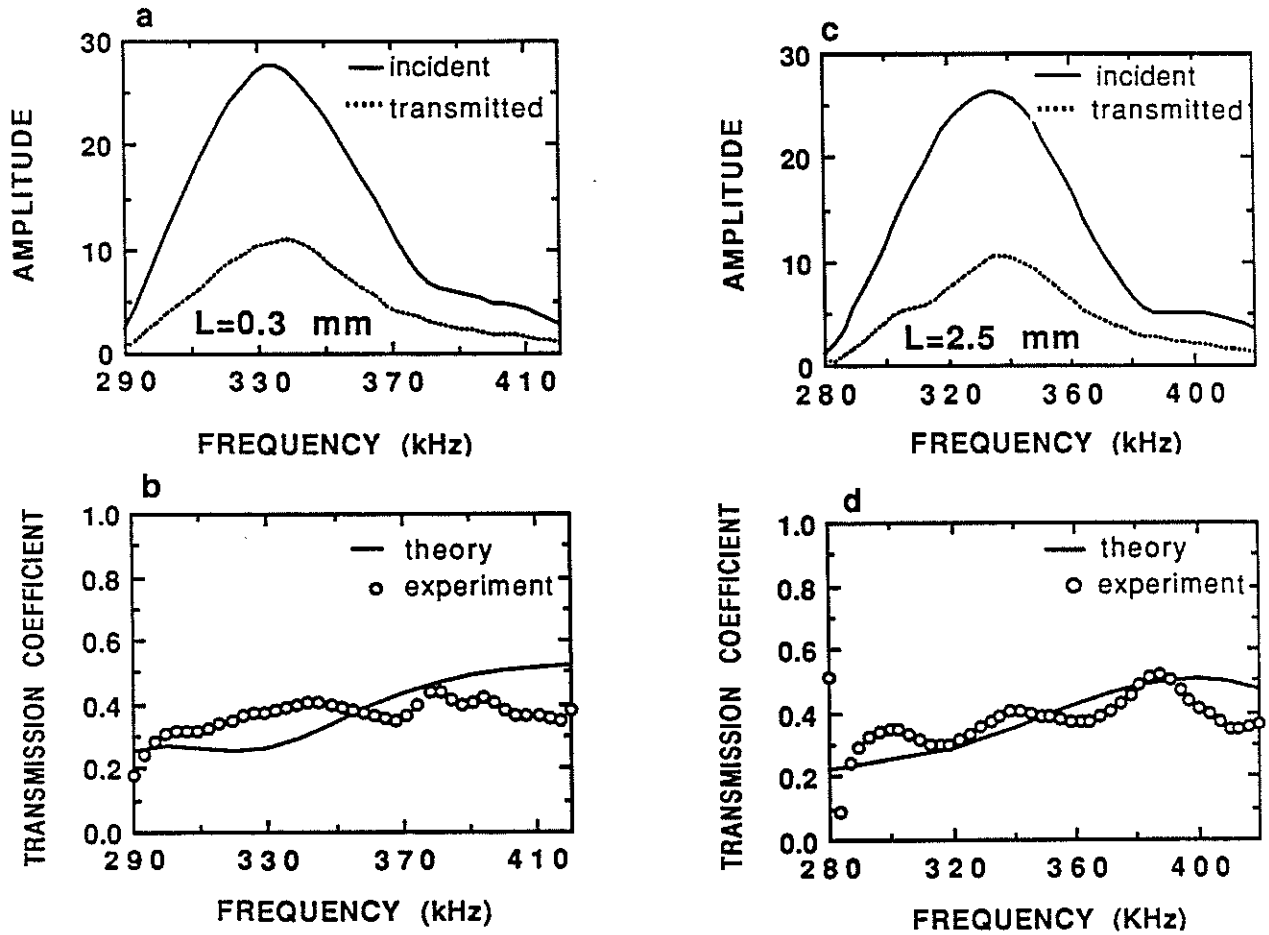 a
30
20
10
0
AMPLITUDE
incident
transmitted
L=0.3 mm
290 330 370 410
FREQUENCY (kHz)
b
1.0
0.8
0.6
0.4
0.2
0.0
TRANSMISSION COEFFICIENT
theory
experiment
290 330 370 410
FREQUENCY (kHz)
c
30
20
10
0
AMPLITUDE
incident
transmitted
L=2.5 mm
280 320 360 400
FREQUENCY (kHz)
d
1.0
0.8
0.6
0.4
0.2
0.0
TRANSMISSION COEFFICIENT
theory
experiment
280 320 360 400
FREQUENCY (KHz)